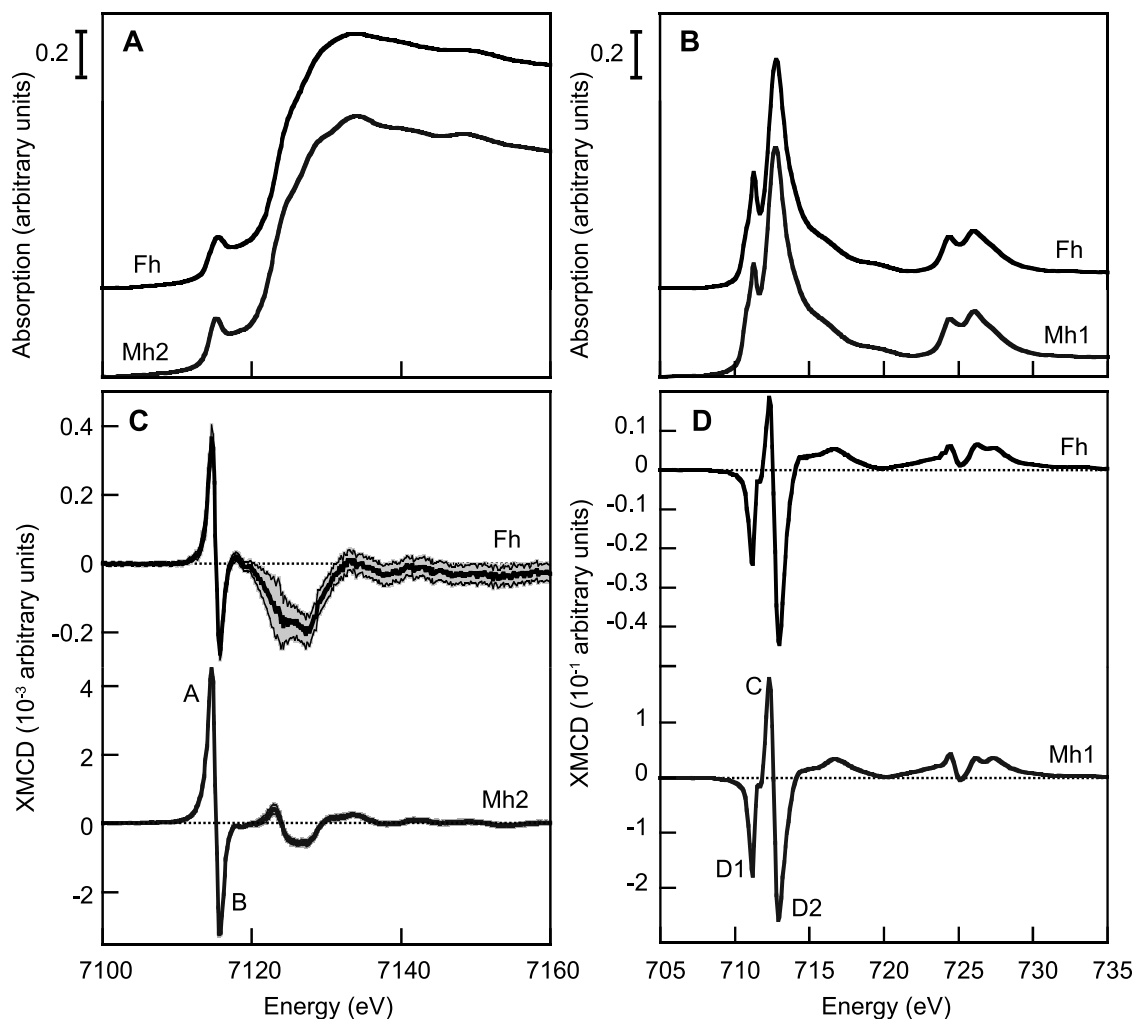 0.2
A
Absorption (arbitrary units)
Fh
Mh2
0.2
B
Absorption (arbitrary units)
Fh
Mh1
C
XMCD (10⁻³ arbitrary units)
0.4
0.2
0
-0.2
Fh
4
2
0
-2
A
B
Mh2
7100
7120
7140
7160
Energy (eV)
D
XMCD (10⁻¹ arbitrary units)
0.1
0
-0.1
-0.2
-0.3
-0.4
Fh
1
0
-1
-2
C
D1
D2
Mh1
705
710
715
720
725
730
735
Energy (eV)